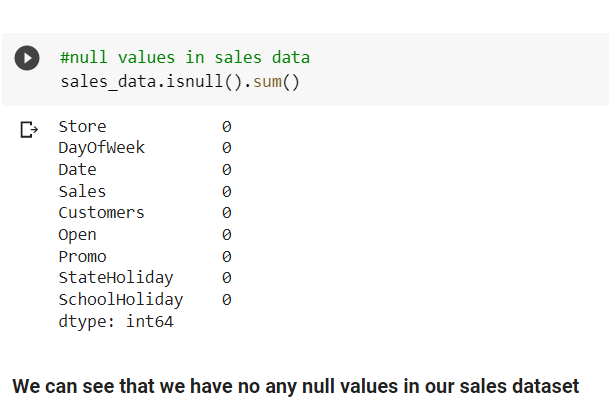 #null values in sales data
sales_data.isnull().sum()
Store 0
DayOfWeek 0
Date 0
Sales 0
Customers 0
Open 0
Promo 0
StateHoliday 0
SchoolHoliday 0
dtype: int64
We can see that we have no any null values in our sales dataset